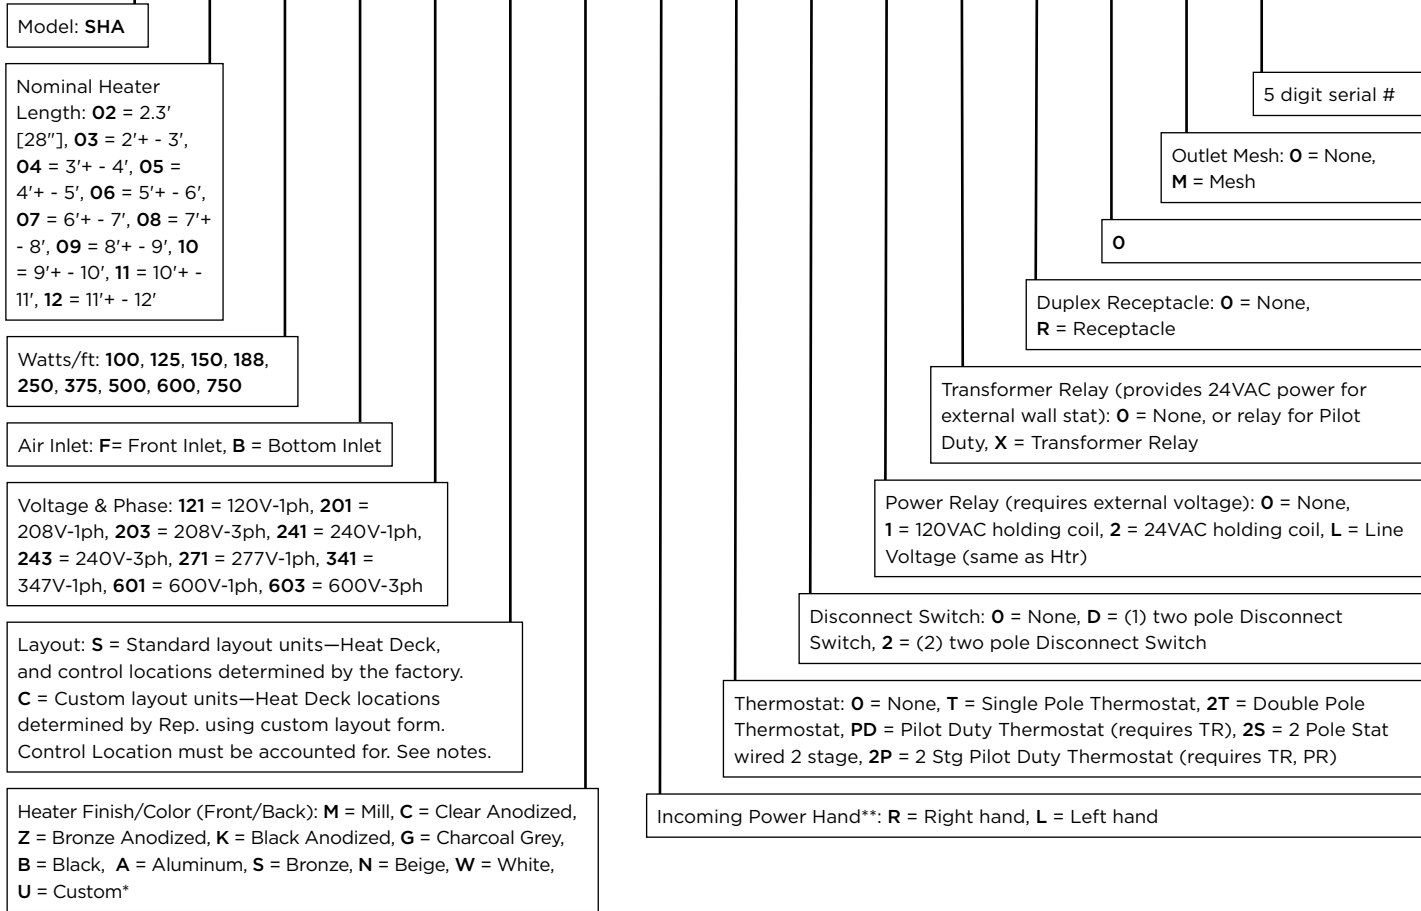 Model: SHA
Nominal Heater
Length: 02 = 2.3'
[28"], 03 = 2'+ - 3',
04 = 3'+ - 4', 05 =
4'+ - 5', 06 = 5'+ - 6',
07 = 6'+ - 7', 08 = 7'+
- 8', 09 = 8'+ - 9', 10
= 9'+ - 10', 11 = 10'+ -
11', 12 = 11'+ - 12'
Watts/ft: 100, 125, 150, 188,
250, 375, 500, 600, 750
Air Inlet: F= Front Inlet, B = Bottom Inlet
Voltage & Phase: 121 = 120V-1ph, 201 =
208V-1ph, 203 = 208V-3ph, 241 = 240V-1ph,
243 = 240V-3ph, 271 = 277V-1ph, 341 =
347V-1ph, 601 = 600V-1ph, 603 = 600V-3ph
Layout: S = Standard layout units—Heat Deck,
and control locations determined by the factory.
C = Custom layout units—Heat Deck locations
determined by Rep. using custom layout form.
Control Location must be accounted for. See notes.
Heater Finish/Color (Front/Back): M = Mill, C = Clear Anodized,
Z = Bronze Anodized, K = Black Anodized, G = Charcoal Grey,
B = Black, A = Aluminum, S = Bronze, N = Beige, W = White,
U = Custom*
5 digit serial #
Outlet Mesh: 0 = None,
M = Mesh
0
Duplex Receptacle: 0 = None,
R = Receptacle
Transformer Relay (provides 24VAC power for
external wall stat): 0 = None, or relay for Pilot
Duty, X = Transformer Relay
Power Relay (requires external voltage): 0 = None,
1 = 120VAC holding coil, 2 = 24VAC holding coil, L = Line
Voltage (same as Htr)
Disconnect Switch: 0 = None, D = (1) two pole Disconnect
Switch, 2 = (2) two pole Disconnect Switch
Thermostat: 0 = None, T = Single Pole Thermostat, 2T = Double Pole
Thermostat, PD = Pilot Duty Thermostat (requires TR), 2S = 2 Pole Stat
wired 2 stage, 2P = 2 Stg Pilot Duty Thermostat (requires TR, PR)
Incoming Power Hand**: R = Right hand, L = Left hand